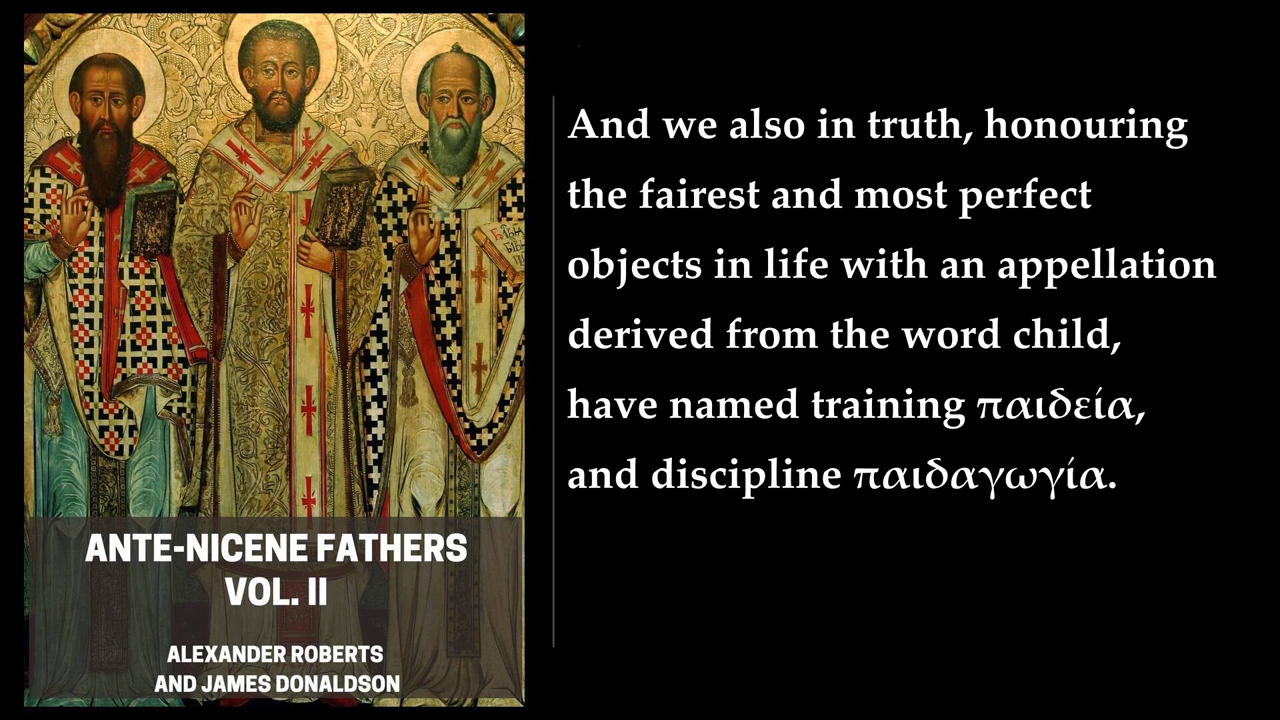 And we also in truth, honouring
the fairest and most perfect
objects in life with an appellation
derived from the word child,
have named training παιδεία,
and discipline παιδαγωγία.
ANTE-NICENE FATHERS
VOL. II
ALEXANDER ROBERTS
AND JAMES DONALDSON